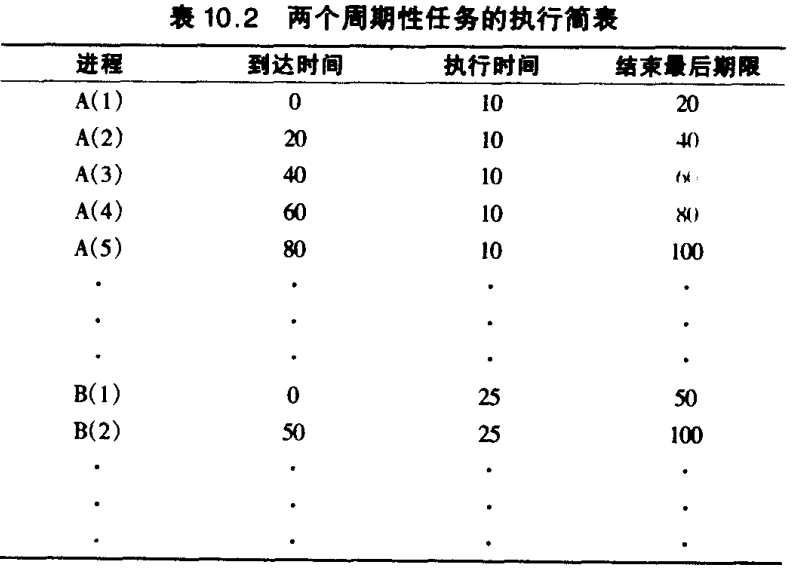 表 10.2 两个周期性任务的执行简表
进程 到达时间 执行时间 结束最后期限
A(1) 0 10 20
A(2) 20 10 40
A(3) 40 10
A(4) 60 10 80
A(5) 80 10 100
. . . .
. . . .
. . . .
B(1) 0 25 50
B(2) 50 25 100
. . . .
. . . .
. . . .